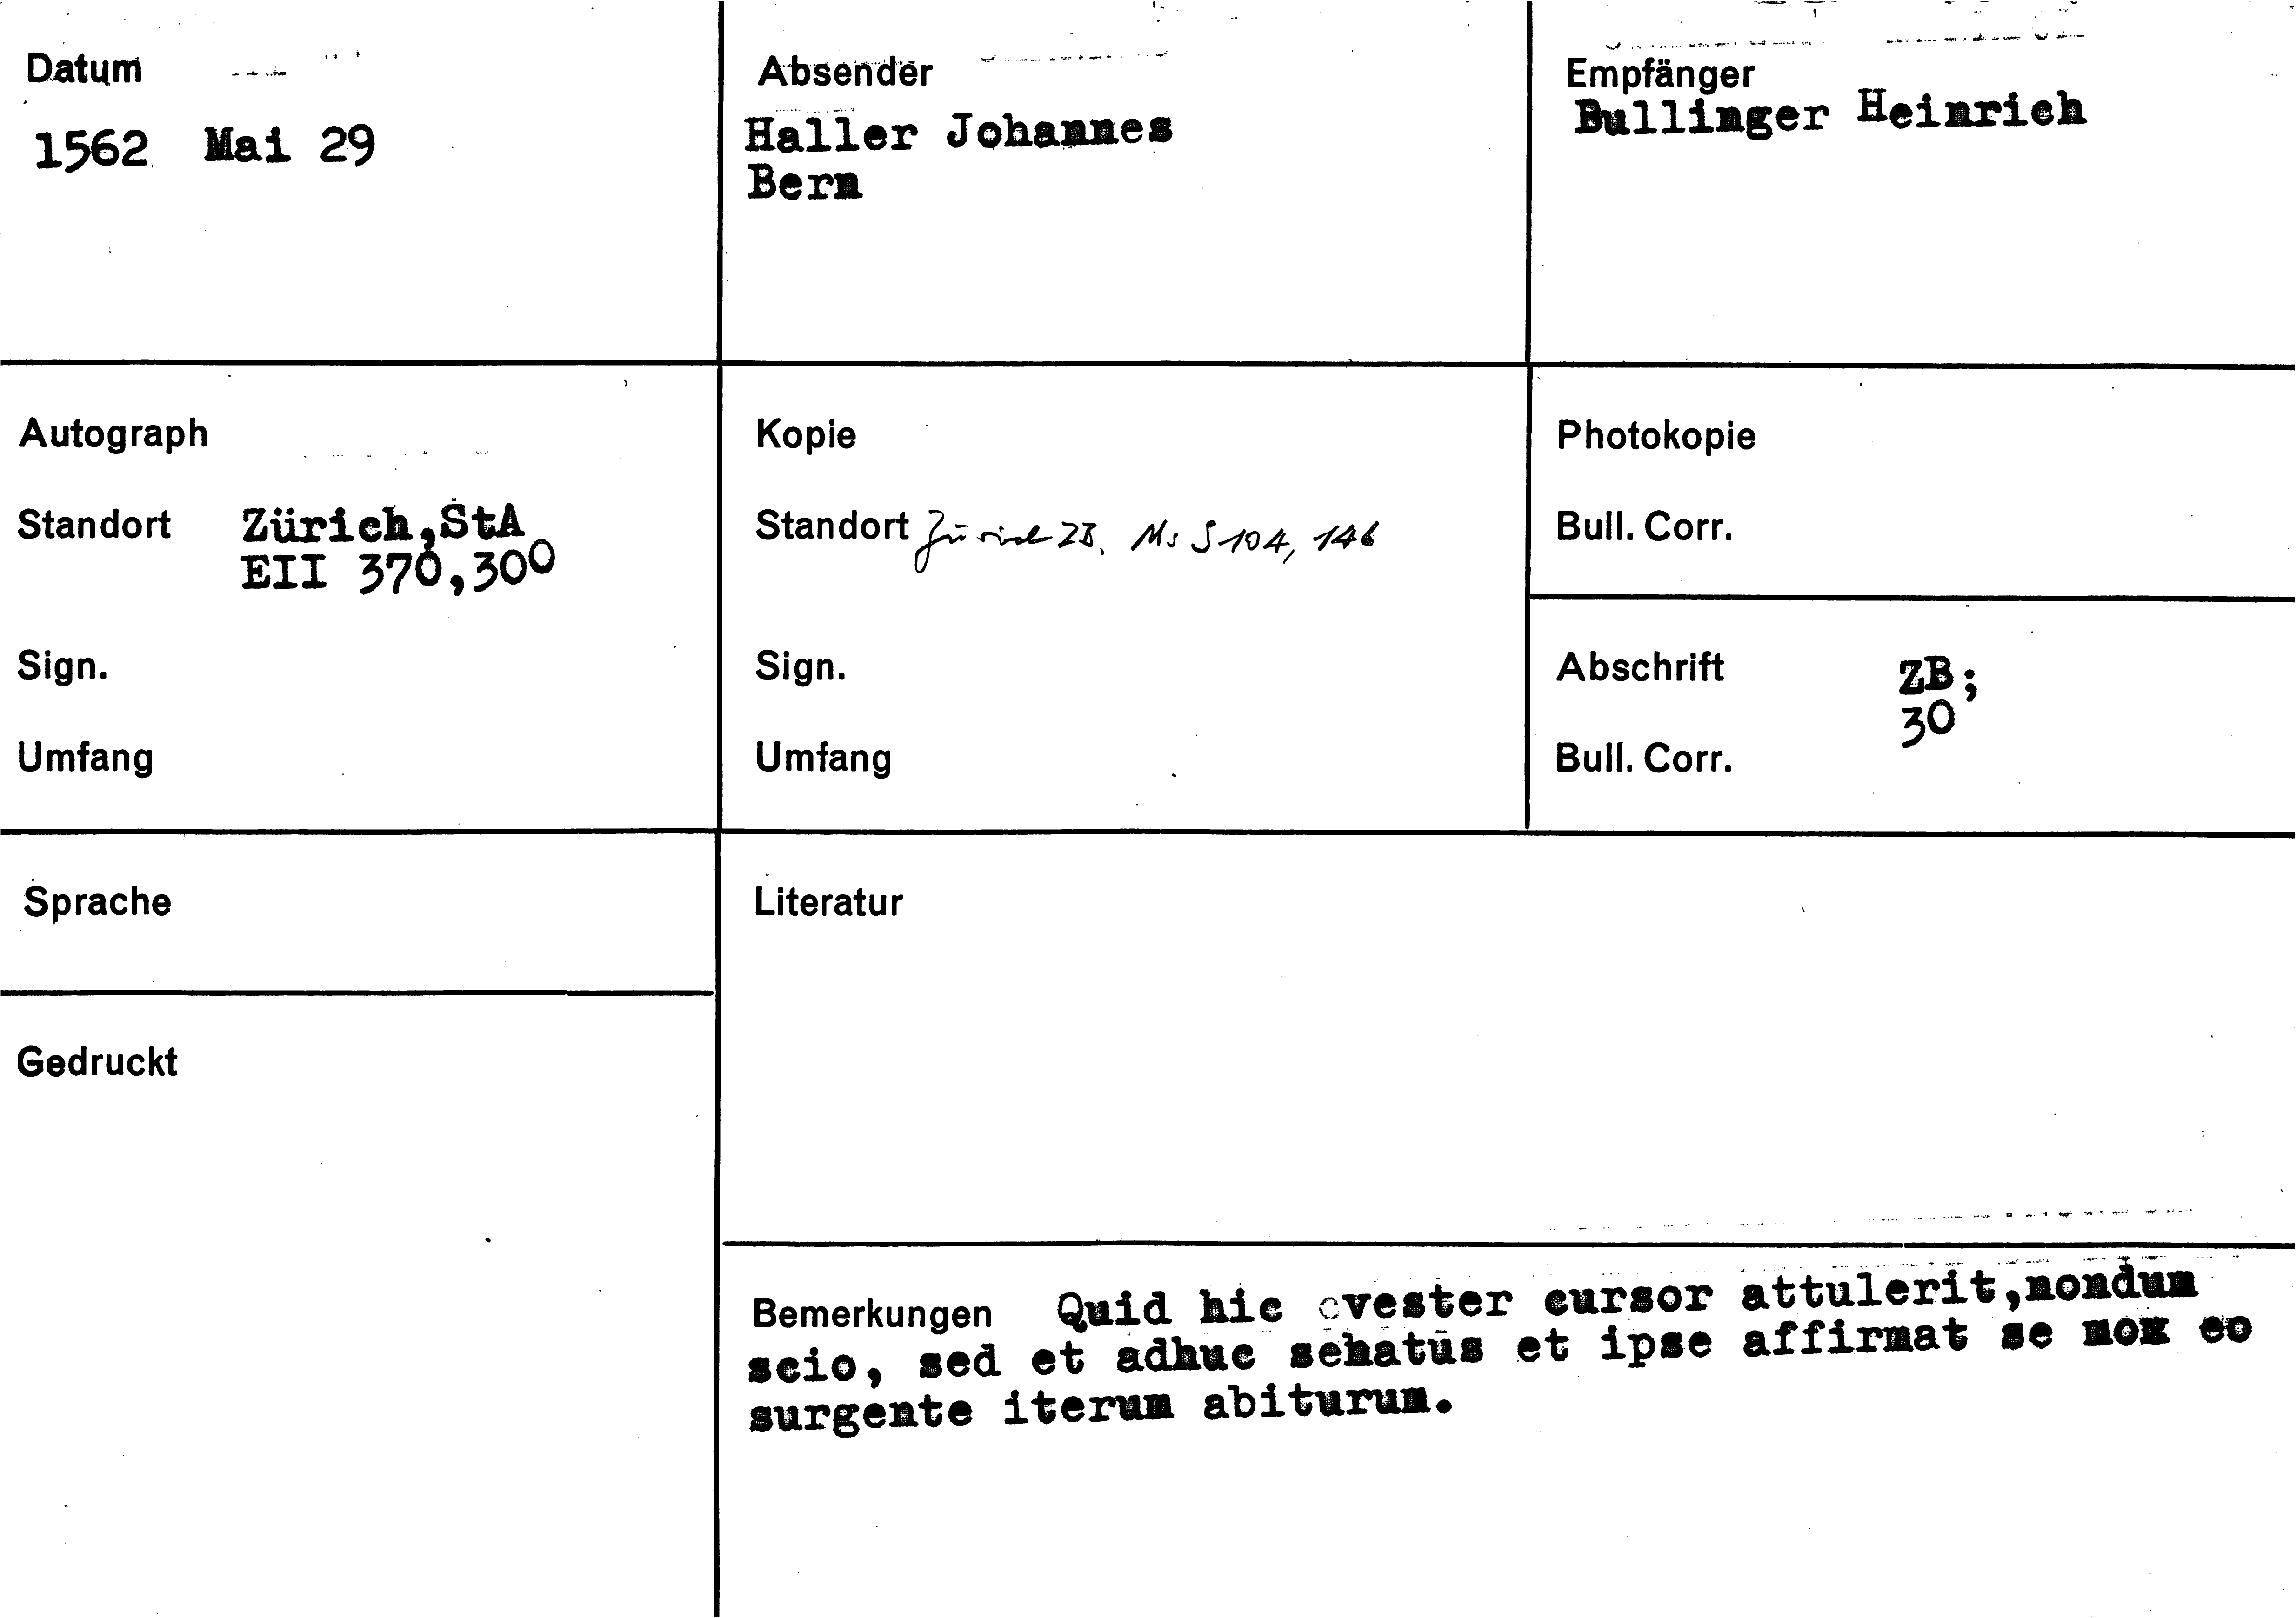 Datum
1562 Mai 29
Absender
Haller Johannes
Bern
Empfänger
Bullinger Heinrich
Autograph
Standort Zürich,StA
EII 370,300
Sign.
Umfang
Kopie
Standort Zürich ZB, Ms S 104, 146
Sign.
Umfang
Photokopie
Bull. Corr.
Abschrift ZB;
30
Bull. Corr.
Sprache
Gedruckt
Literatur
Bemerkungen Quid hic vester cursor attulerit,nondum
scio, sed et adhuc senatus et ipse affirmat se mox eo
surgente iterum abiturum.